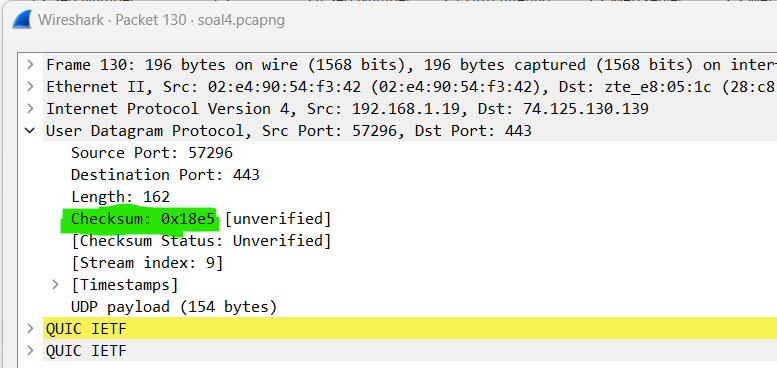 Wireshark · Packet 130 · soal4.pcapng
Frame 130: 196 bytes on wire (1568 bits), 196 bytes captured (1568 bits) on inter
Ethernet II, Src: 02:e4:90:54:f3:42 (02:e4:90:54:f3:42), Dst: zte_e8:05:1c (28:c8
Internet Protocol Version 4, Src: 192.168.1.19, Dst: 74.125.130.139
User Datagram Protocol, Src Port: 57296, Dst Port: 443
Source Port: 57296
Destination Port: 443
Length: 162
Checksum: 0x18e5 [unverified]
[Checksum Status: Unverified]
[Stream index: 9]
[Timestamps]
UDP payload (154 bytes)
QUIC IETF
QUIC IETF